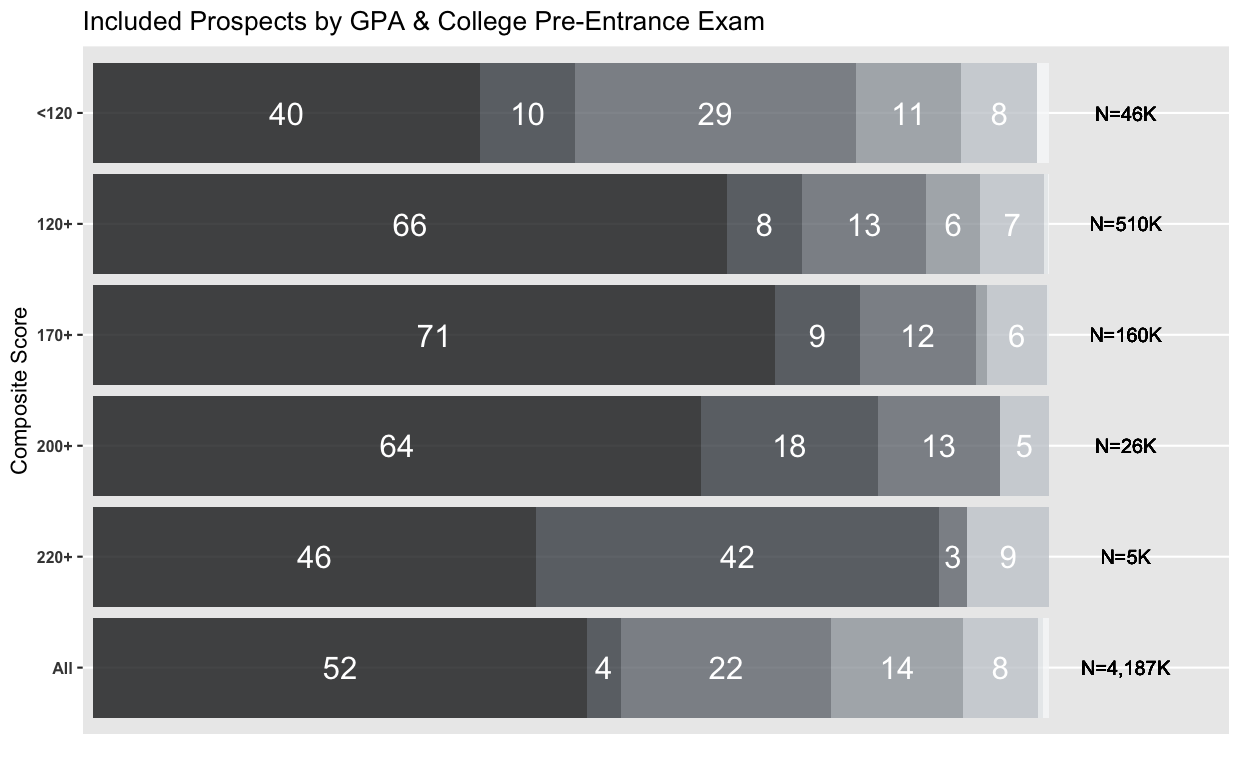 Included Prospects by GPA & College Pre-Entrance Exam
Composite Score
<120 40 10 29 11 8 N=46K
120+ 66 8 13 6 7 N=510K
170+ 71 9 12 6 N=160K
200+ 64 18 13 5 N=26K
220+ 46 42 3 9 N=5K
All 52 4 22 14 8 N=4,187K